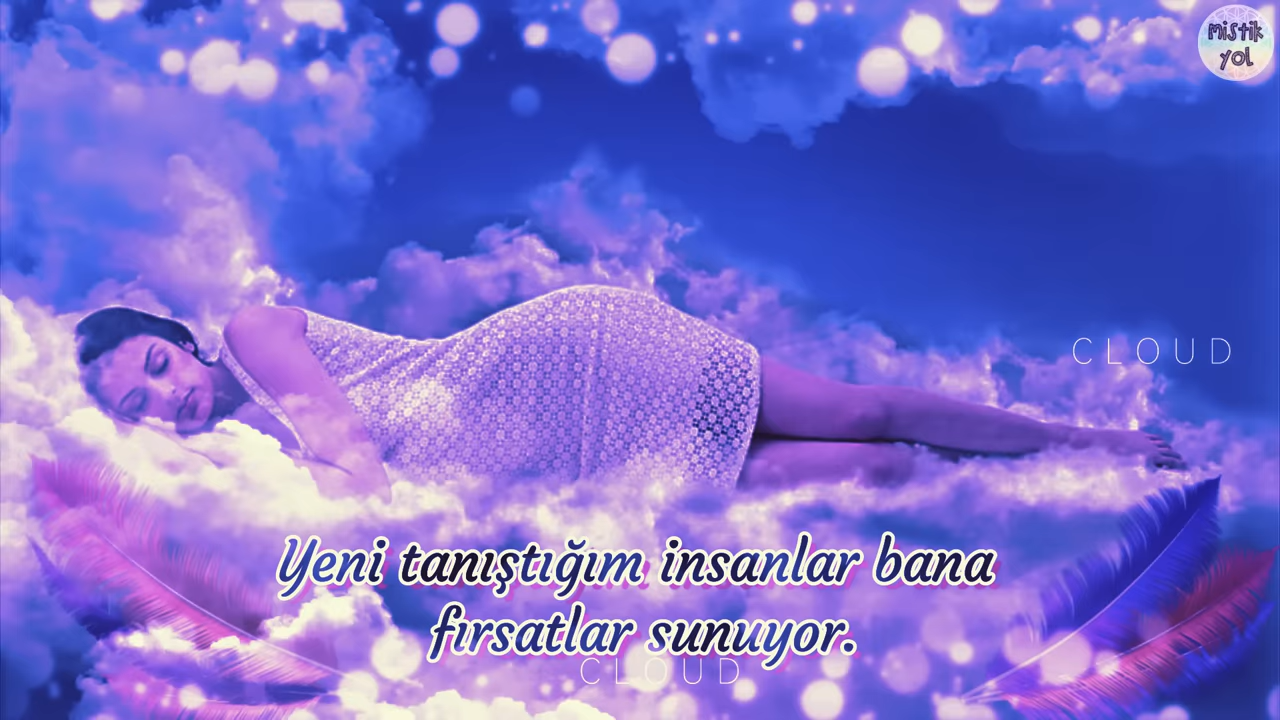 mistik
yol
CLOUD
Yeni tanıştığım insanlar bana
fırsatlar sunuyor.
CLOUD